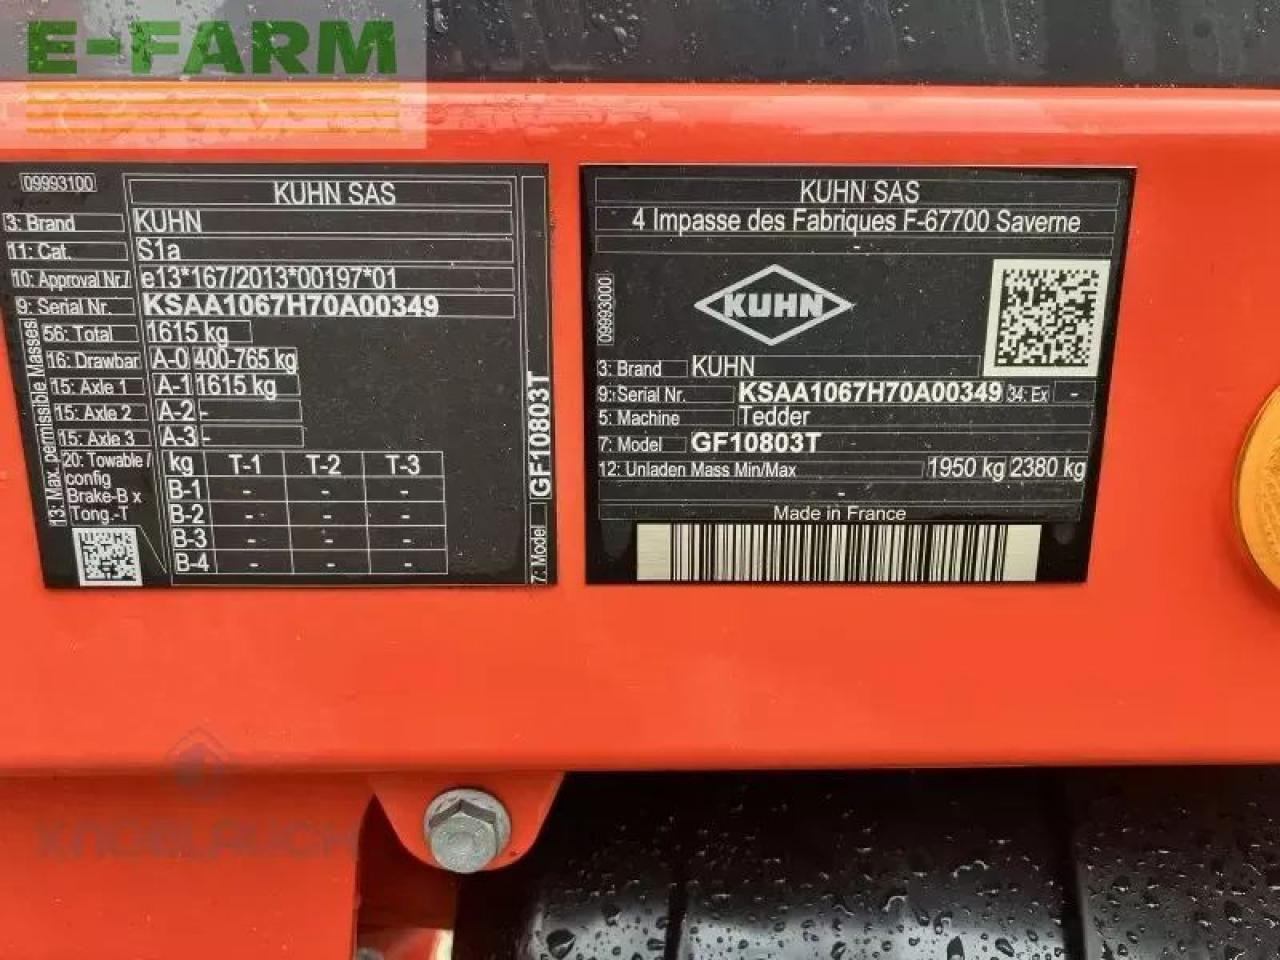 E-FARM
09993100
KUHN SAS
3: Brand KUHN
11: Cat. S1a
10: Approval Nr./ e13*167/2013*00197*01
9: Serial Nr. KSAA1067H70A00349
13: Max. permissible Masses
56: Total 1615 kg
16: Drawbar A-0 400-765 kg
15: Axle 1 A-1 1615 kg
15: Axle 2 A-2 -
15: Axle 3 A-3 -
20: Towable / config Brake-B x Tong.-T
kg T-1 T-2 T-3
B-1 - - -
B-2 - - -
B-3 - - -
B-4 - - -
7: Model GF10803T
KUHN SAS
4 Impasse des Fabriques F-67700 Saverne
-
09993000
KUHN
3: Brand KUHN
9: Serial Nr. KSAA1067H70A00349 34: Ex -
5: Machine Tedder
7: Model GF10803T
12: Unladen Mass Min/Max 1950 kg 2380 kg
-
Made in France
KNOBLAUCH